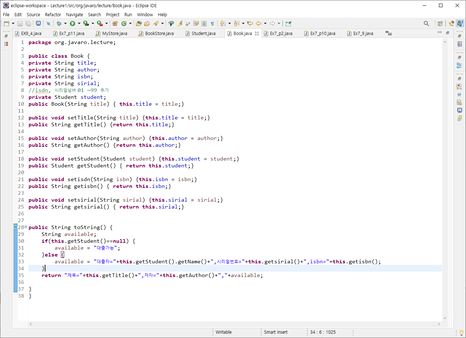 eclipse-workspace - Lecture1/src/org/javaro/lecture/Book.java - Eclipse IDE
File Edit Source Refactor Navigate Search Project Run Window Help
EX9_4.java Ex7_p11.java MyStore.java BookStore.java Student.java Book.java Ex7_p2.java Ex7_p10.java Ex7_9.java
1 package org.javaro.lecture;
2
3 public class Book {
4 private String title;
5 private String author;
6 private String isbn;
7 private String sirial;
8 //isdn, 시리얼넘버 01 ~99 추가
9 private Student student;
10 public Book(String title) { this.title = title;}
11
12 public void setTitle(String title) {this.title = title;}
13 public String getTitle() {return this.title;}
14
15 public void setAuthor(String author) {this.author = author;}
16 public String getAuthor() {return this.author;}
17
18 public void setStudent(Student student) {this.student = student;}
19 public Student getStudent() { return this.student;}
20
21 public void setisdn(String isbn) {this.isbn = isbn;}
22 public String getisbn() { return this.isbn;}
23
24 public void setsirial(String sirial) {this.sirial = sirial;}
25 public String getsirial() { return this.sirial;}
26
27
28 public String toString() {
29 String available;
30 if(this.getStudent()==null) {
31 available = "대출가능";
32 }else {
33 available = "대출자="+this.getStudent().getName()+",시리얼번호="+this.getsirial()+",isbn="+this.getisbn();
34 }
35 return "제목="+this.getTitle()+",저자="+this.getAuthor()+","+available;
36
37 }
38 }
Writable Smart Insert 34 : 6 : 1025